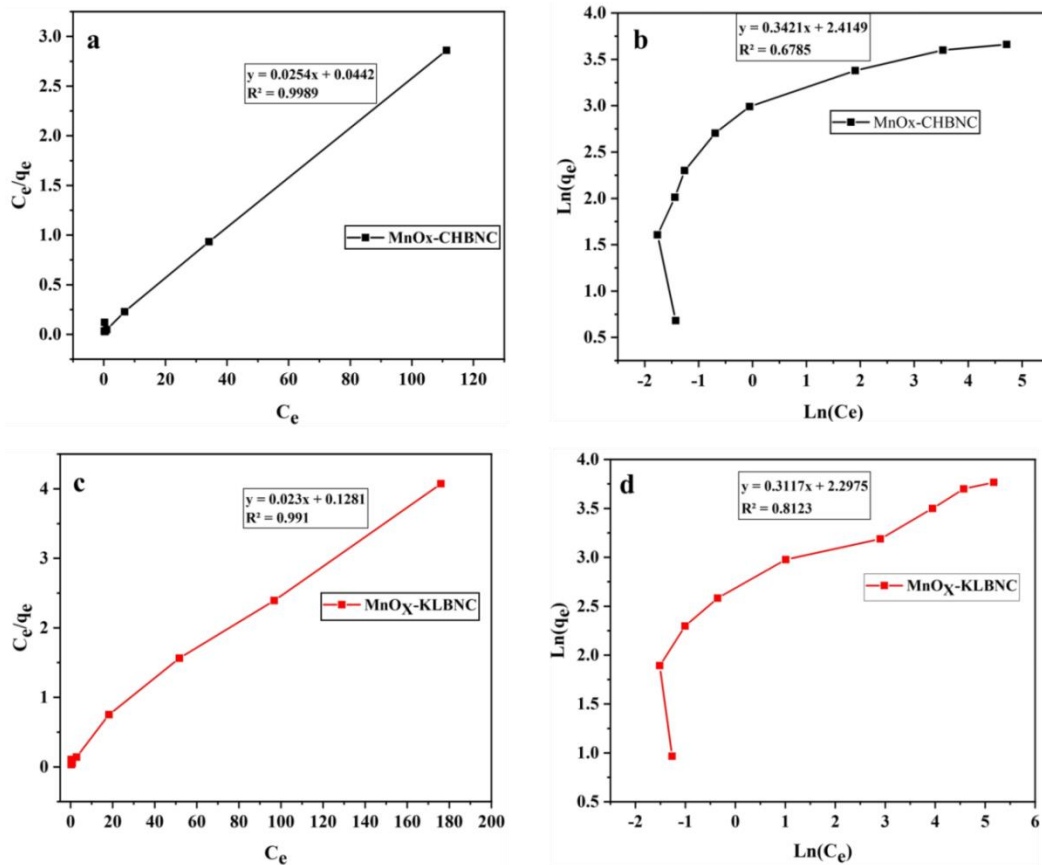 a
y = 0.0254x + 0.0442
R² = 0.9989
MnOx-CHBNC
Cₑ/qₑ
3.0
2.5
2.0
1.5
1.0
0.5
0.0
0 20 40 60 80 100 120
Cₑ
b
y = 0.3421x + 2.4149
R² = 0.6785
MnOx-CHBNC
Ln(qₑ)
4.0
3.5
3.0
2.5
2.0
1.5
1.0
0.5
-2 -1 0 1 2 3 4 5
Ln(Ce)
c
y = 0.023x + 0.1281
R² = 0.991
MnOX-KLBNC
Cₑ/qₑ
4
3
2
1
0
0 20 40 60 80 100 120 140 160 180 200
Cₑ
d
y = 0.3117x + 2.2975
R² = 0.8123
MnOX-KLBNC
Ln(qₑ)
4.0
3.5
3.0
2.5
2.0
1.5
1.0
0.5
-2 -1 0 1 2 3 4 5 6
Ln(Cₑ)